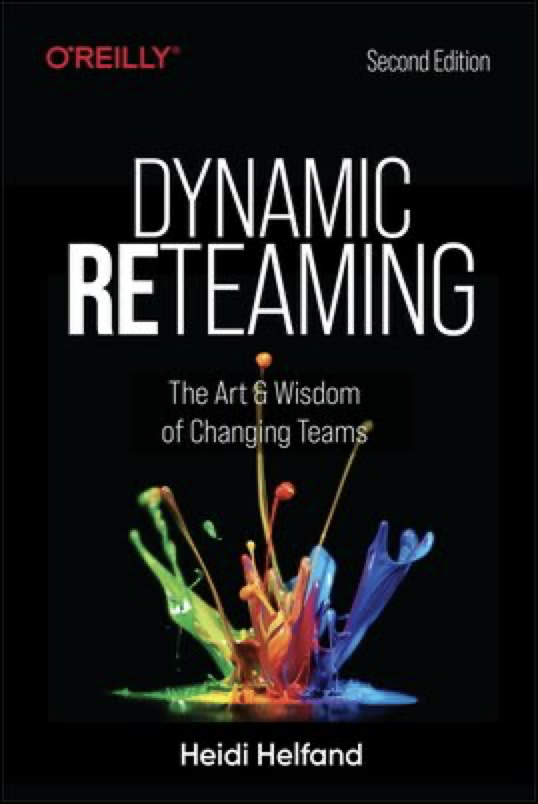 O'REILLY®
Second Edition
DYNAMIC
RETEAMING
The Art & Wisdom
of Changing Teams
Heidi Helfand